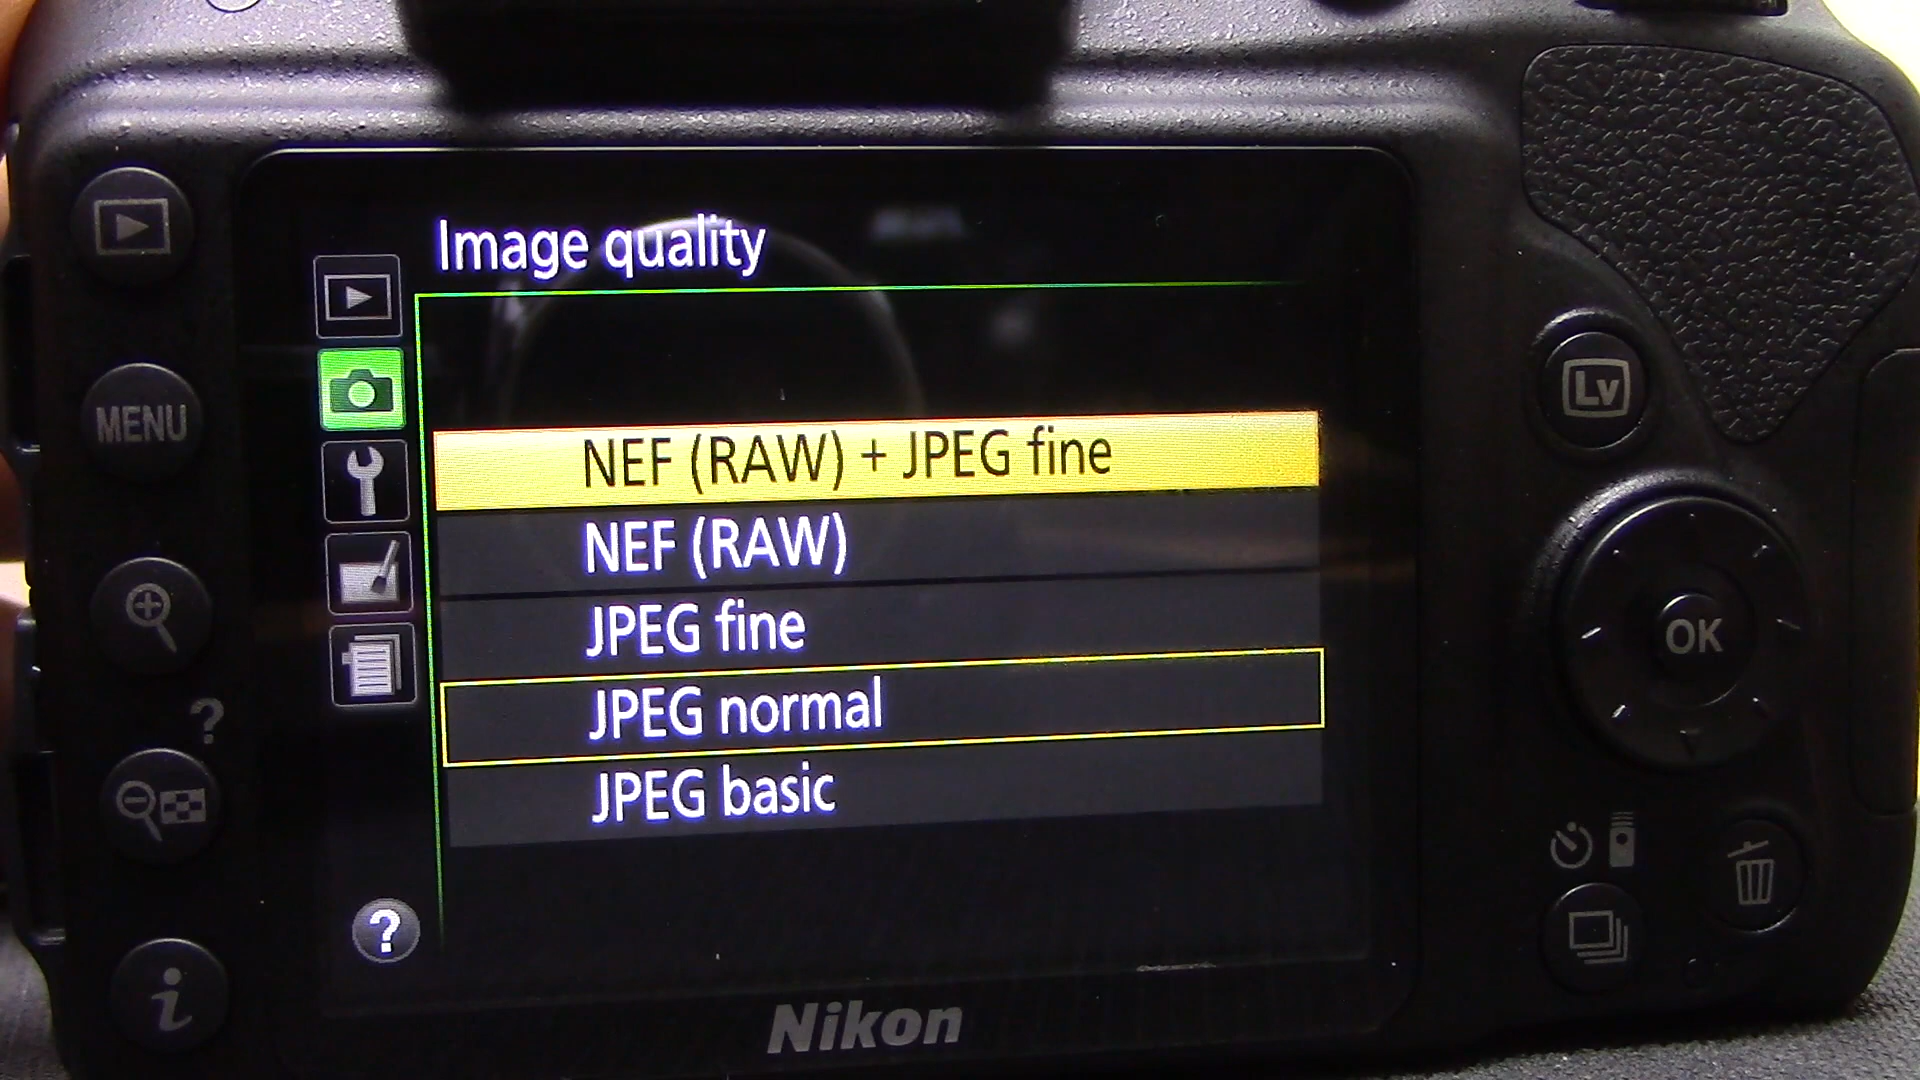 Image quality
MENU
NEF (RAW) + JPEG fine
NEF (RAW)
JPEG fine
JPEG normal
JPEG basic
?
?
i
Lv
OK
Nikon